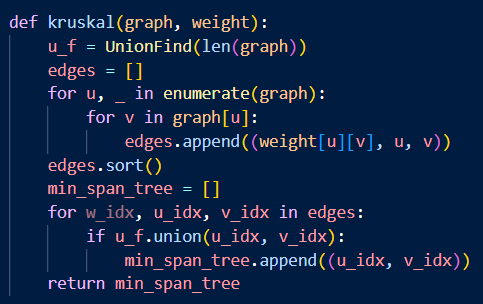 def kruskal(graph, weight):
    u_f = UnionFind(len(graph))
    edges = []
    for u, _ in enumerate(graph):
        for v in graph[u]:
            edges.append((weight[u][v], u, v))
    edges.sort()
    min_span_tree = []
    for w_idx, u_idx, v_idx in edges:
        if u_f.union(u_idx, v_idx):
            min_span_tree.append((u_idx, v_idx))
    return min_span_tree